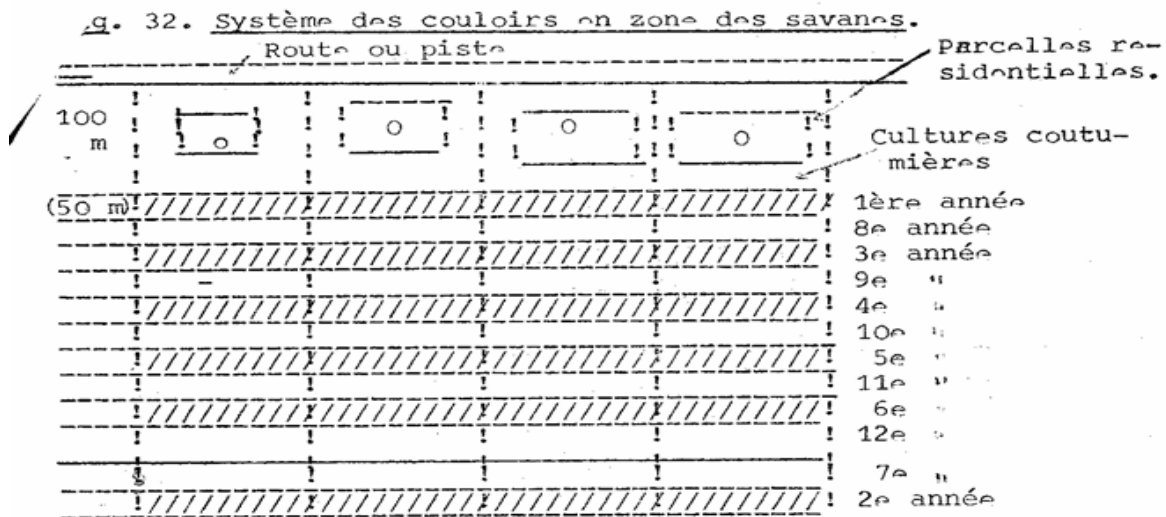 .g. 32. Système des couloirs en zone des savanes.
Route ou piste
Parcelles re-
sidentielles.
100
m
Cultures coutu-
mières
(50 m)
1ère année
8e année
3e année
9e "
4e "
10e "
5e "
11e "
6e "
12e "
7e "
2e année